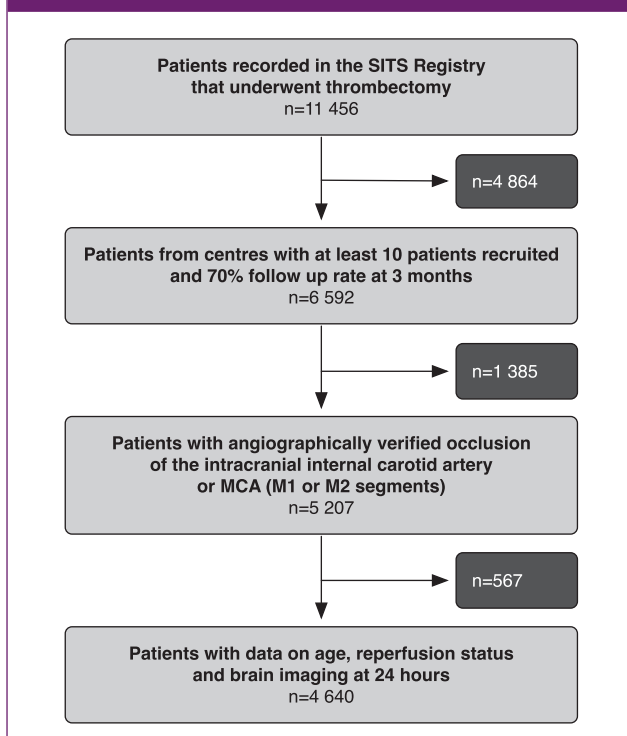 Patients recorded in the SITS Registry
that underwent thrombectomy
n=11 456
n=4 864
Patients from centres with at least 10 patients recruited
and 70% follow up rate at 3 months
n=6 592
n=1 385
Patients with angiographically verified occlusion
of the intracranial internal carotid artery
or MCA (M1 or M2 segments)
n=5 207
n=567
Patients with data on age, reperfusion status
and brain imaging at 24 hours
n=4 640